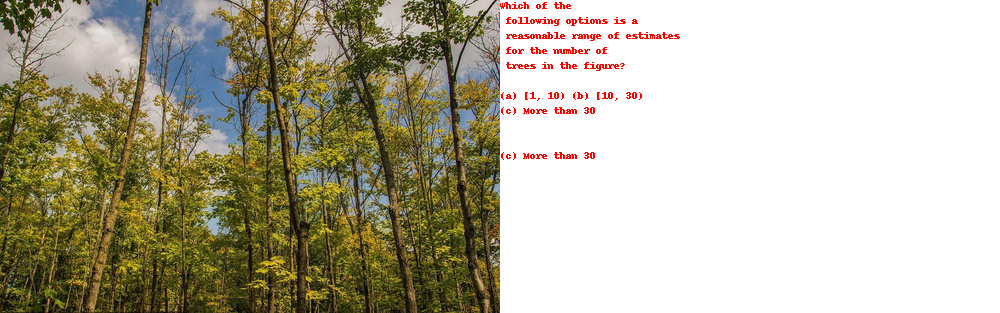 Which of the
following options is a
reasonable range of estimates
for the number of
trees in the figure?
(a) [1, 10) (b) [10, 30)
(c) More than 30
(c) More than 30